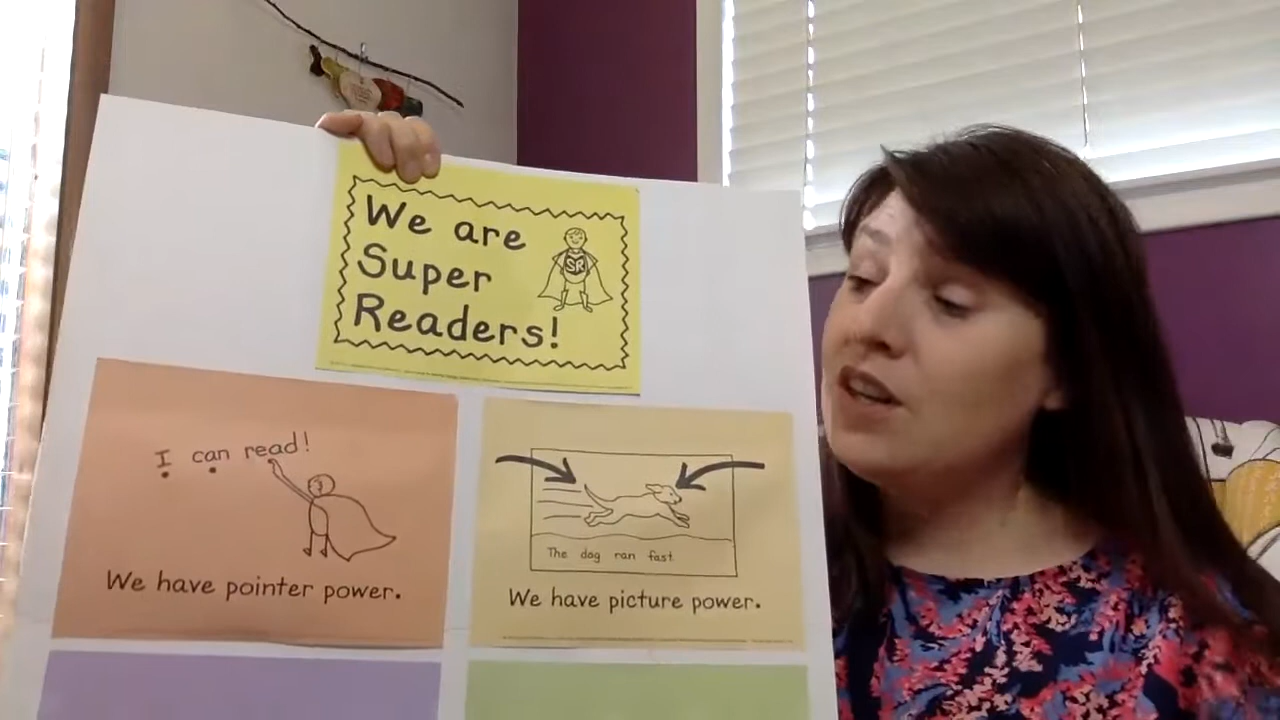 We are
Super
Readers!
SR
I can read!
We have pointer power.
The dog ran fast.
We have picture power.